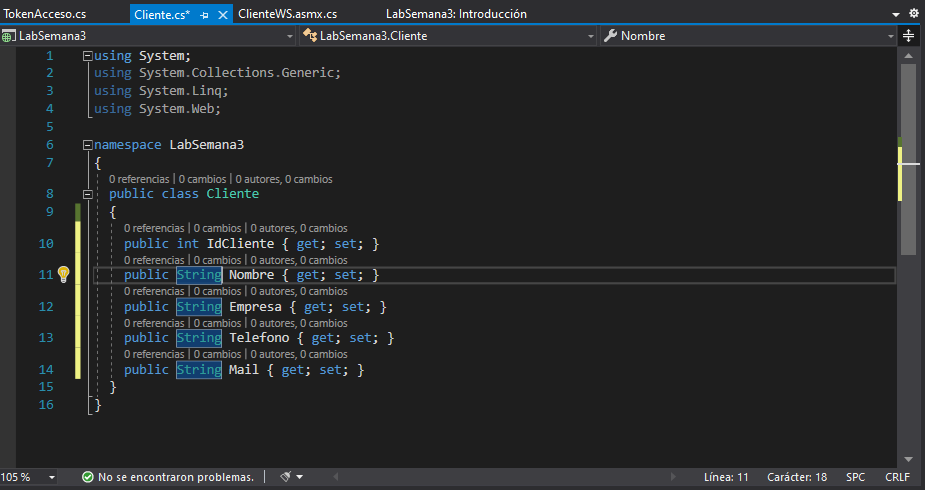 TokenAcceso.cs Cliente.cs* ClienteWS.asmx.cs LabSemana3: Introducción
LabSemana3 LabSemana3.Cliente Nombre
1 using System;
2 using System.Collections.Generic;
3 using System.Linq;
4 using System.Web;
5
6 namespace LabSemana3
7 {
0 referencias | 0 cambios | 0 autores, 0 cambios
8 public class Cliente
9 {
0 referencias | 0 cambios | 0 autores, 0 cambios
10 public int IdCliente { get; set; }
0 referencias | 0 cambios | 0 autores, 0 cambios
11 public String Nombre { get; set; }
0 referencias | 0 cambios | 0 autores, 0 cambios
12 public String Empresa { get; set; }
0 referencias | 0 cambios | 0 autores, 0 cambios
13 public String Telefono { get; set; }
0 referencias | 0 cambios | 0 autores, 0 cambios
14 public String Mail { get; set; }
15 }
16 }
105 % No se encontraron problemas. Línea: 11 Carácter: 18 SPC CRLF